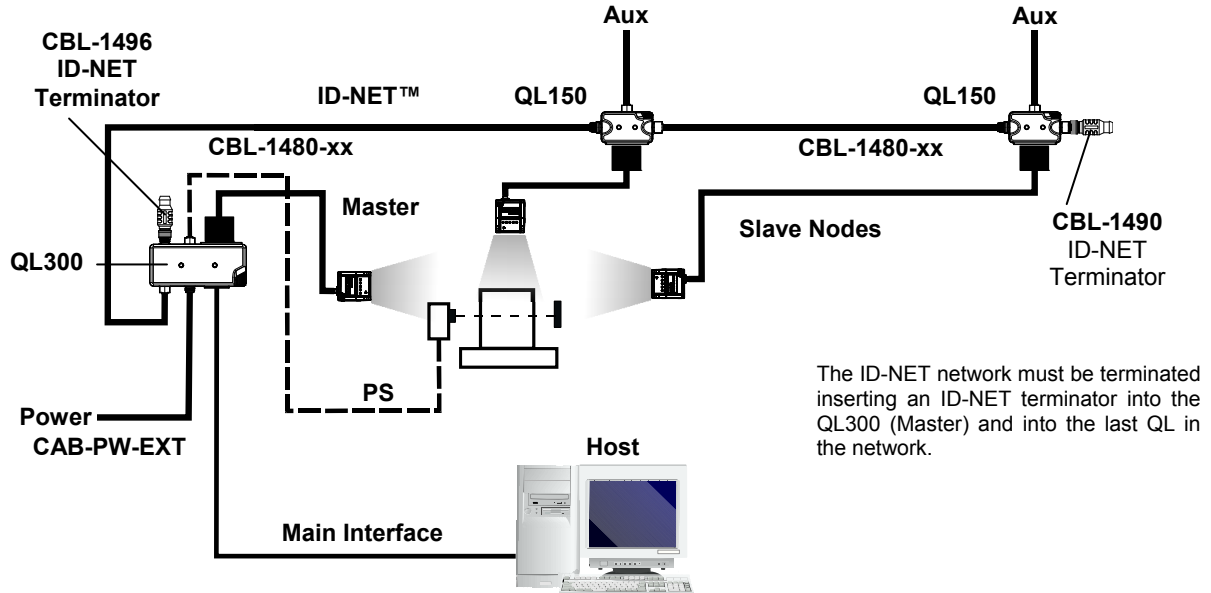 Aux
Aux
CBL-1496
ID-NET
Terminator
ID-NET™
QL150
QL150
CBL-1480-xx
CBL-1480-xx
Master
Slave Nodes
CBL-1490
ID-NET
Terminator
QL300
PS
The ID-NET network must be terminated
inserting an ID-NET terminator into the
QL300 (Master) and into the last QL in
the network.
Power
CAB-PW-EXT
Host
Main Interface